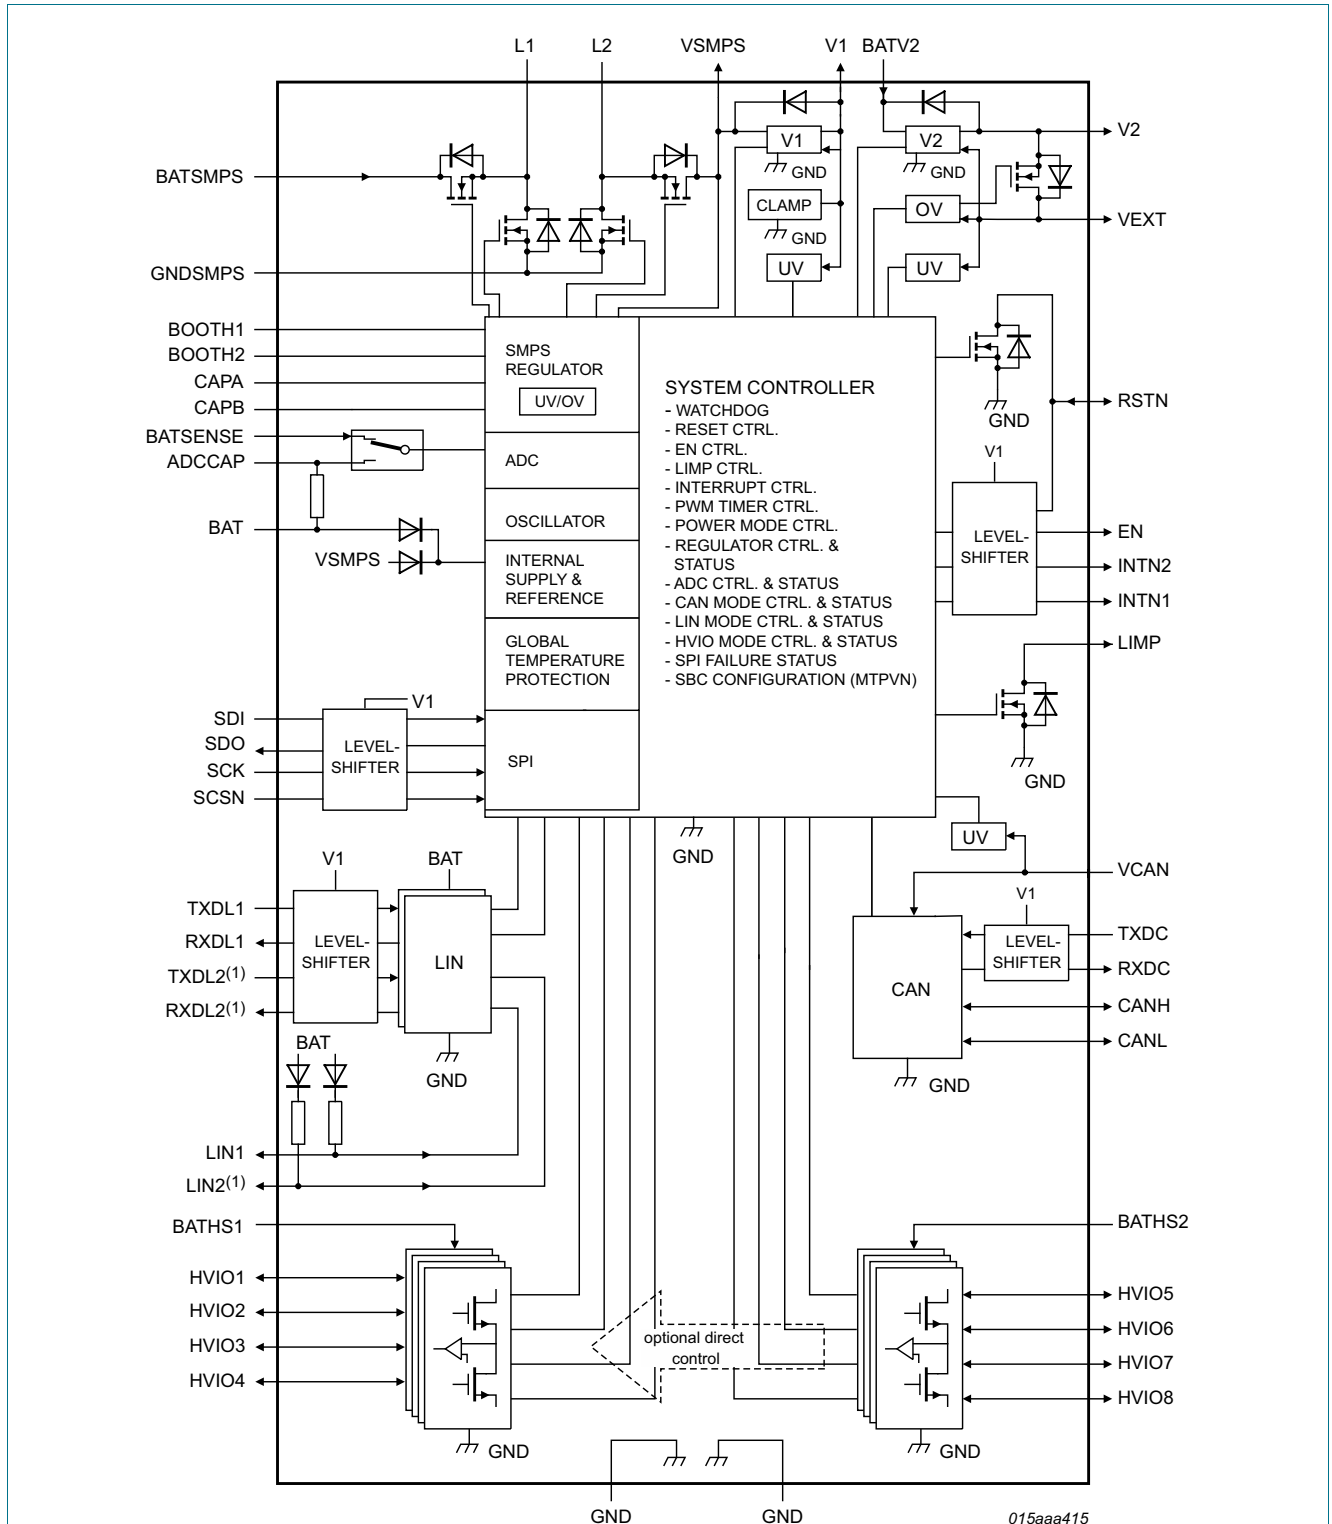 L1 L2 VSMPS V1 BATV2
V1 V2 V2
BATSMPS
GND GND
CLAMP OV VEXT
GND
GNDSMPS UV UV
BOOTH1
BOOTH2
CAPA
CAPB
BATSENSE
ADCCAP
BAT
VSMPS
SMPS
REGULATOR
UV/OV
ADC
OSCILLATOR
INTERNAL
SUPPLY &
REFERENCE
GLOBAL
TEMPERATURE
PROTECTION
SPI
SYSTEM CONTROLLER
- WATCHDOG
- RESET CTRL.
- EN CTRL.
- LIMP CTRL.
- INTERRUPT CTRL.
- PWM TIMER CTRL.
- POWER MODE CTRL.
- REGULATOR CTRL. &
STATUS
- ADC CTRL. & STATUS
- CAN MODE CTRL. & STATUS
- LIN MODE CTRL. & STATUS
- HVIO MODE CTRL. & STATUS
- SPI FAILURE STATUS
- SBC CONFIGURATION (MTPVN)
GND
RSTN
V1
LEVEL-
SHIFTER
EN
INTN2
INTN1
LIMP
GND
V1
SDI
SDO
SCK
SCSN
LEVEL-
SHIFTER
GND
UV
VCAN
V1
TXDC
RXDC
LEVEL-
SHIFTER
CAN
CANH
CANL
GND
V1 BAT
TXDL1
RXDL1
TXDL2(1)
RXDL2(1)
LEVEL-
SHIFTER
LIN
GND
BAT
LIN1
LIN2(1)
BATHS1
HVIO1
HVIO2
HVIO3
HVIO4
GND
optional direct
control
BATHS2
HVIO5
HVIO6
HVIO7
HVIO8
GND
GND GND
015aaa415